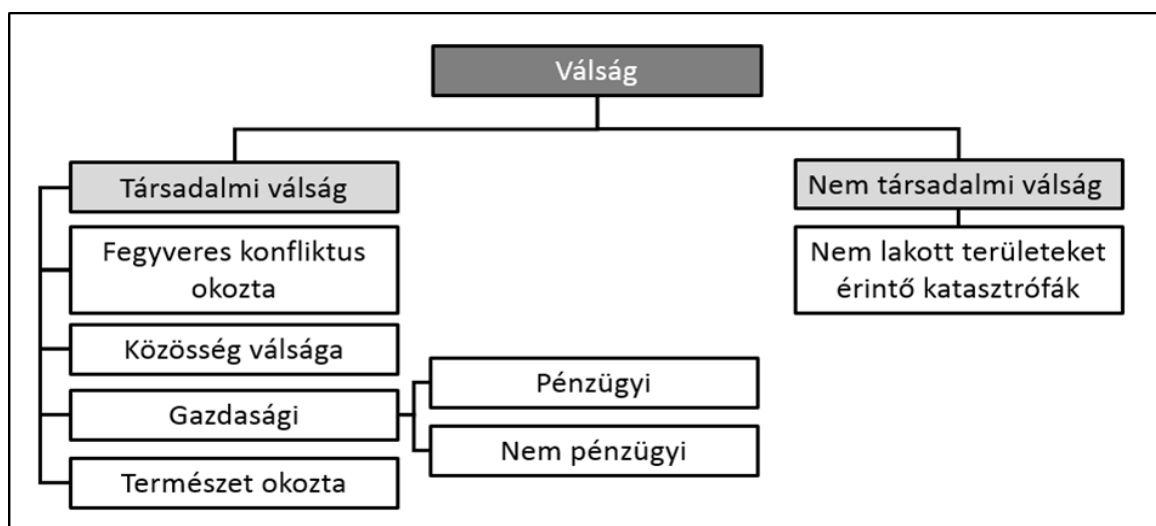 Válság
Társadalmi válság
Nem társadalmi válság
Fegyveres konfliktus
okozta
Nem lakott területeket
érintő katasztrófák
Közösség válsága
Pénzügyi
Gazdasági
Nem pénzügyi
Természet okozta